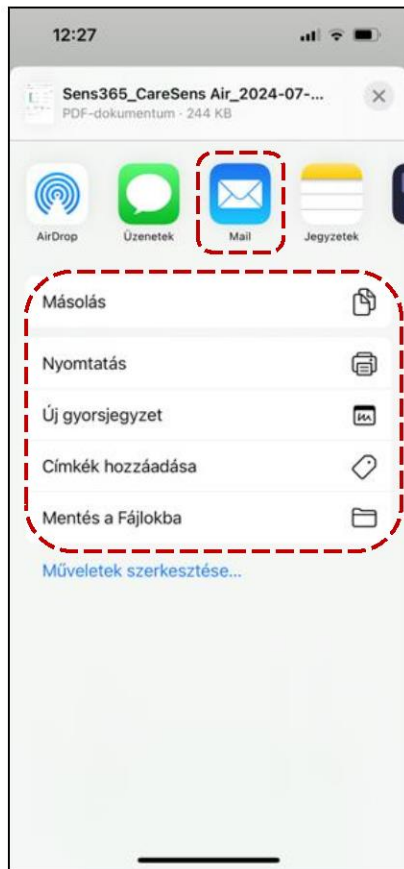 12:27
Sens365_CareSens Air_2024-07-...
PDF-dokumentum · 244 KB
AirDrop
Üzenetek
Mail
Jegyzetek
Másolás
Nyomtatás
Új gyorsjegyzet
Címkék hozzáadása
Mentés a Fájlokba
Műveletek szerkesztése...